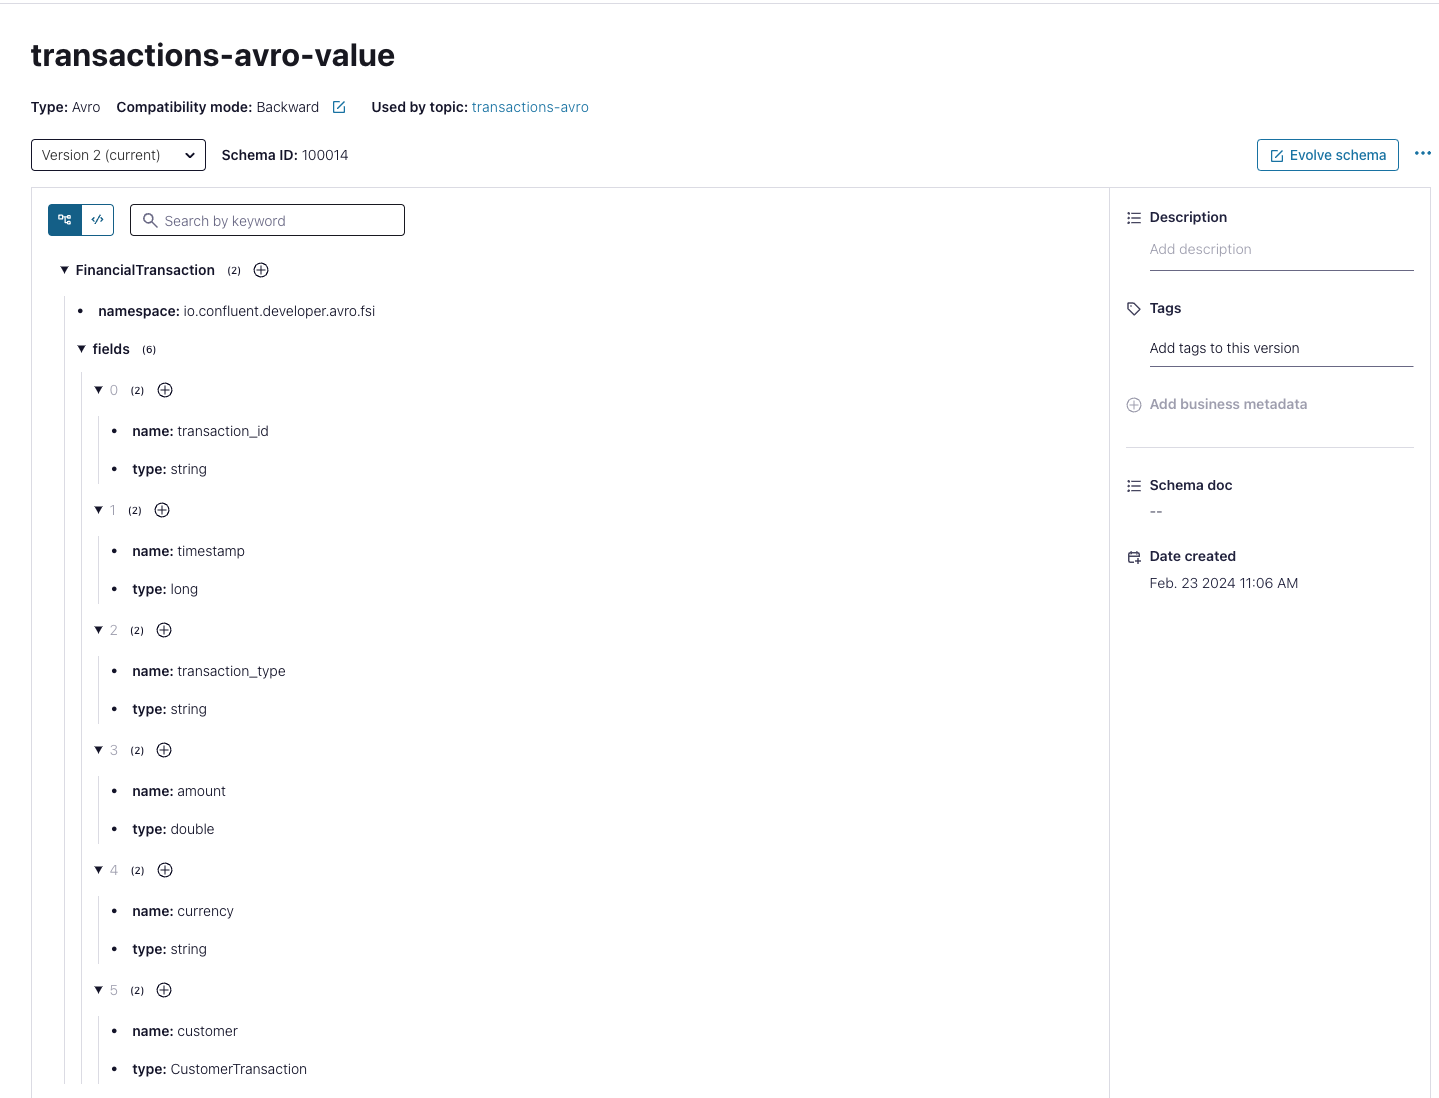 transactions-avro-value
Type: Avro Compatibility mode: Backward Used by topic: transactions-avro
Version 2 (current) Schema ID: 100014 Evolve schema
Search by keyword
FinancialTransaction (2)
namespace: io.confluent.developer.avro.fsi
fields (6)
0 (2)
name: transaction_id
type: string
1 (2)
name: timestamp
type: long
2 (2)
name: transaction_type
type: string
3 (2)
name: amount
type: double
4 (2)
name: currency
type: string
5 (2)
name: customer
type: CustomerTransaction
Description
Add description
Tags
Add tags to this version
Add business metadata
Schema doc
--
Date created
Feb. 23 2024 11:06 AM